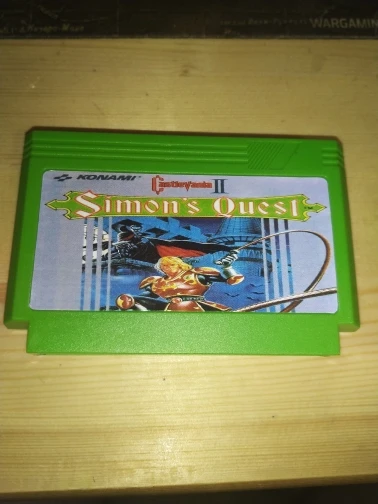 WARGAMIN
KONAMI
Castlevania II
Simon's Quest